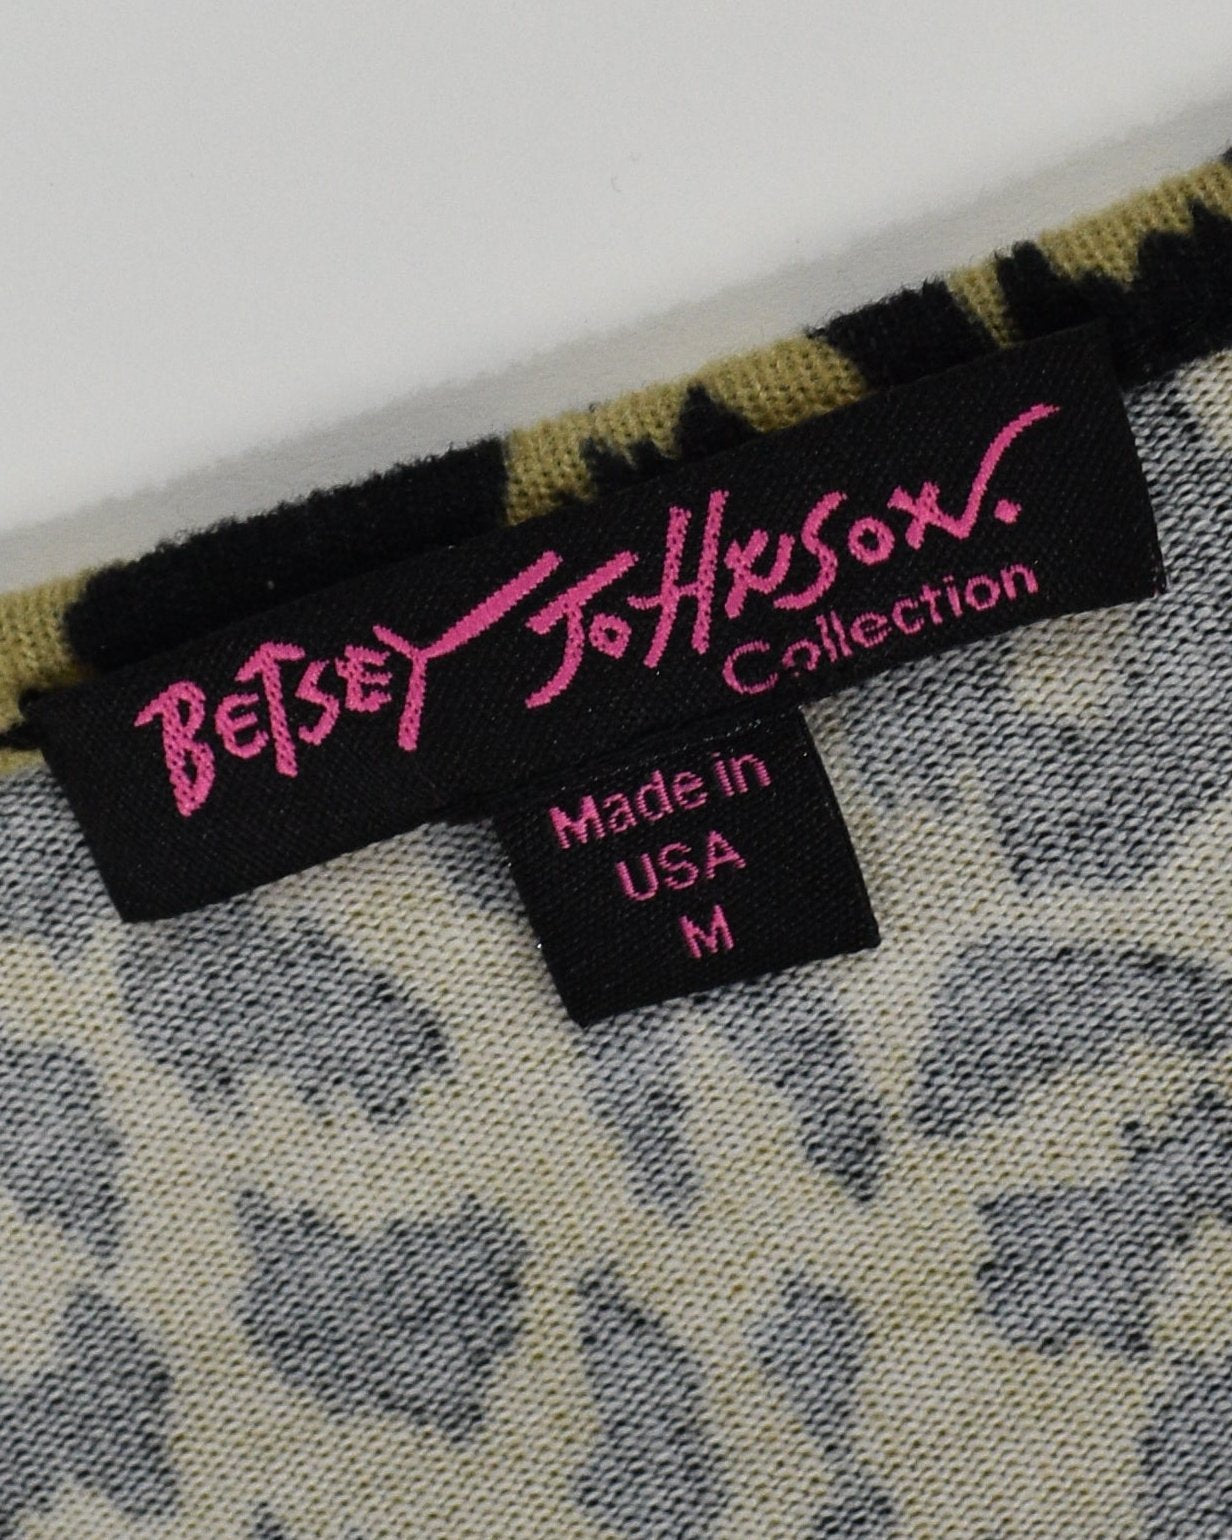 BETSEY JOHNSON.
Collection
Made in
USA
M